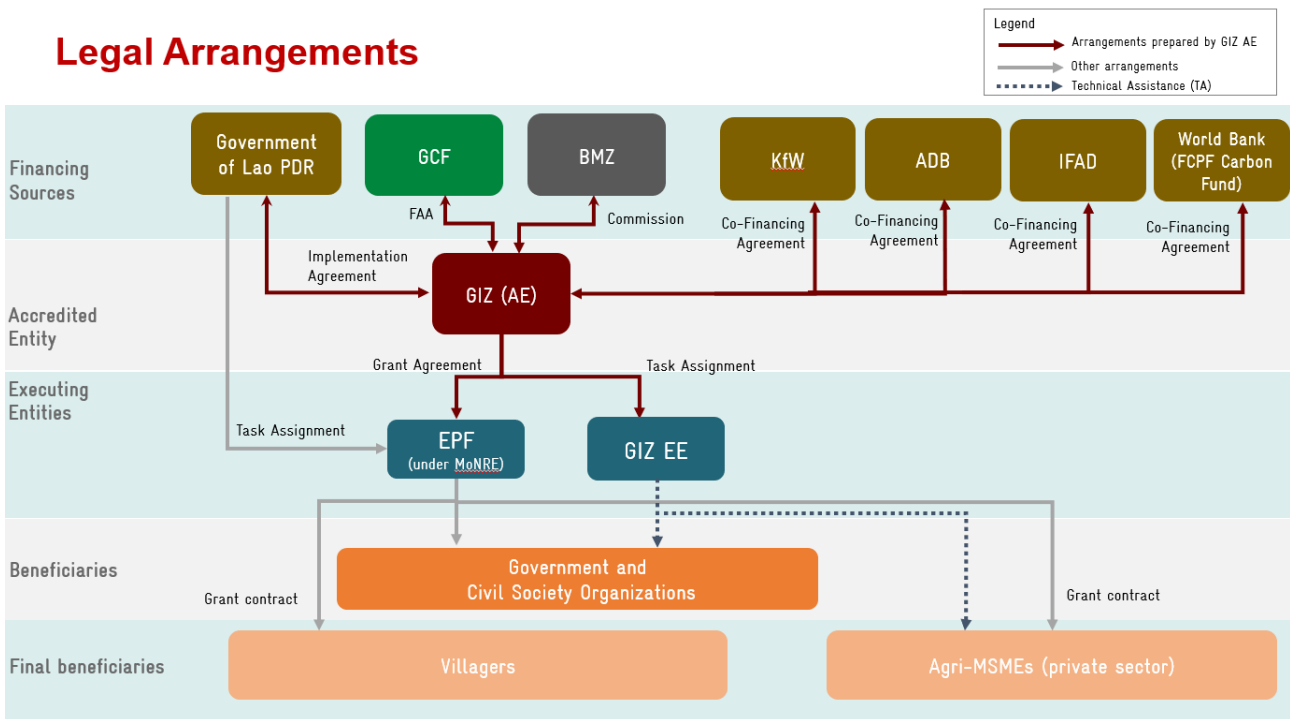 Legal Arrangements
Legend
Arrangements prepared by GIZ AE
Other arrangements
Technical Assistance (TA)
Financing
Sources
Government
of Lao PDR
GCF
BMZ
KfW
ADB
IFAD
World Bank
(FCPF Carbon
Fund)
FAA
Commission
Co-Financing
Agreement
Co-Financing
Agreement
Co-Financing
Agreement
Co-Financing
Agreement
Implementation
Agreement
Accredited
Entity
GIZ (AE)
Grant Agreement
Task Assignment
Executing
Entities
Task Assignment
EPF
(under MoNRE)
GIZ EE
Beneficiaries
Government and
Civil Society Organizations
Grant contract
Grant contract
Final beneficiaries
Villagers
Agri-MSMEs (private sector)